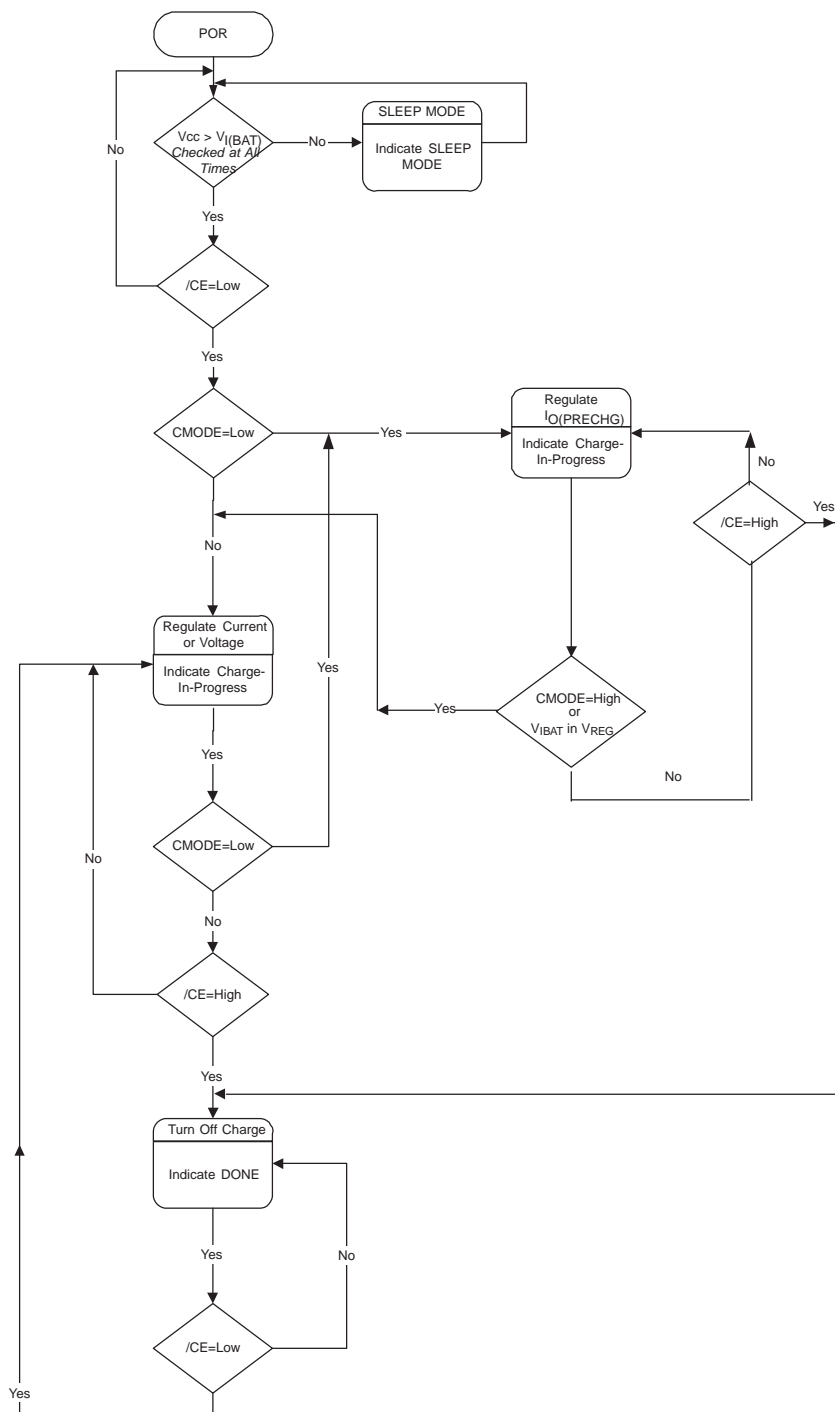 POR
Vcc > VI(BAT)
Checked at All
Times
No
No
SLEEP MODE
Indicate SLEEP
MODE
Yes
/CE=Low
Yes
CMODE=Low
Yes
Regulate
IO(PRECHG)
Indicate Charge-
In-Progress
No
/CE=High
Yes
No
Regulate Current
or Voltage
Indicate Charge-
In-Progress
Yes
CMODE=High
or
VIBAT in VREG
Yes
No
Yes
CMODE=Low
No
No
/CE=High
Yes
Turn Off Charge
Indicate DONE
Yes
No
/CE=Low
Yes